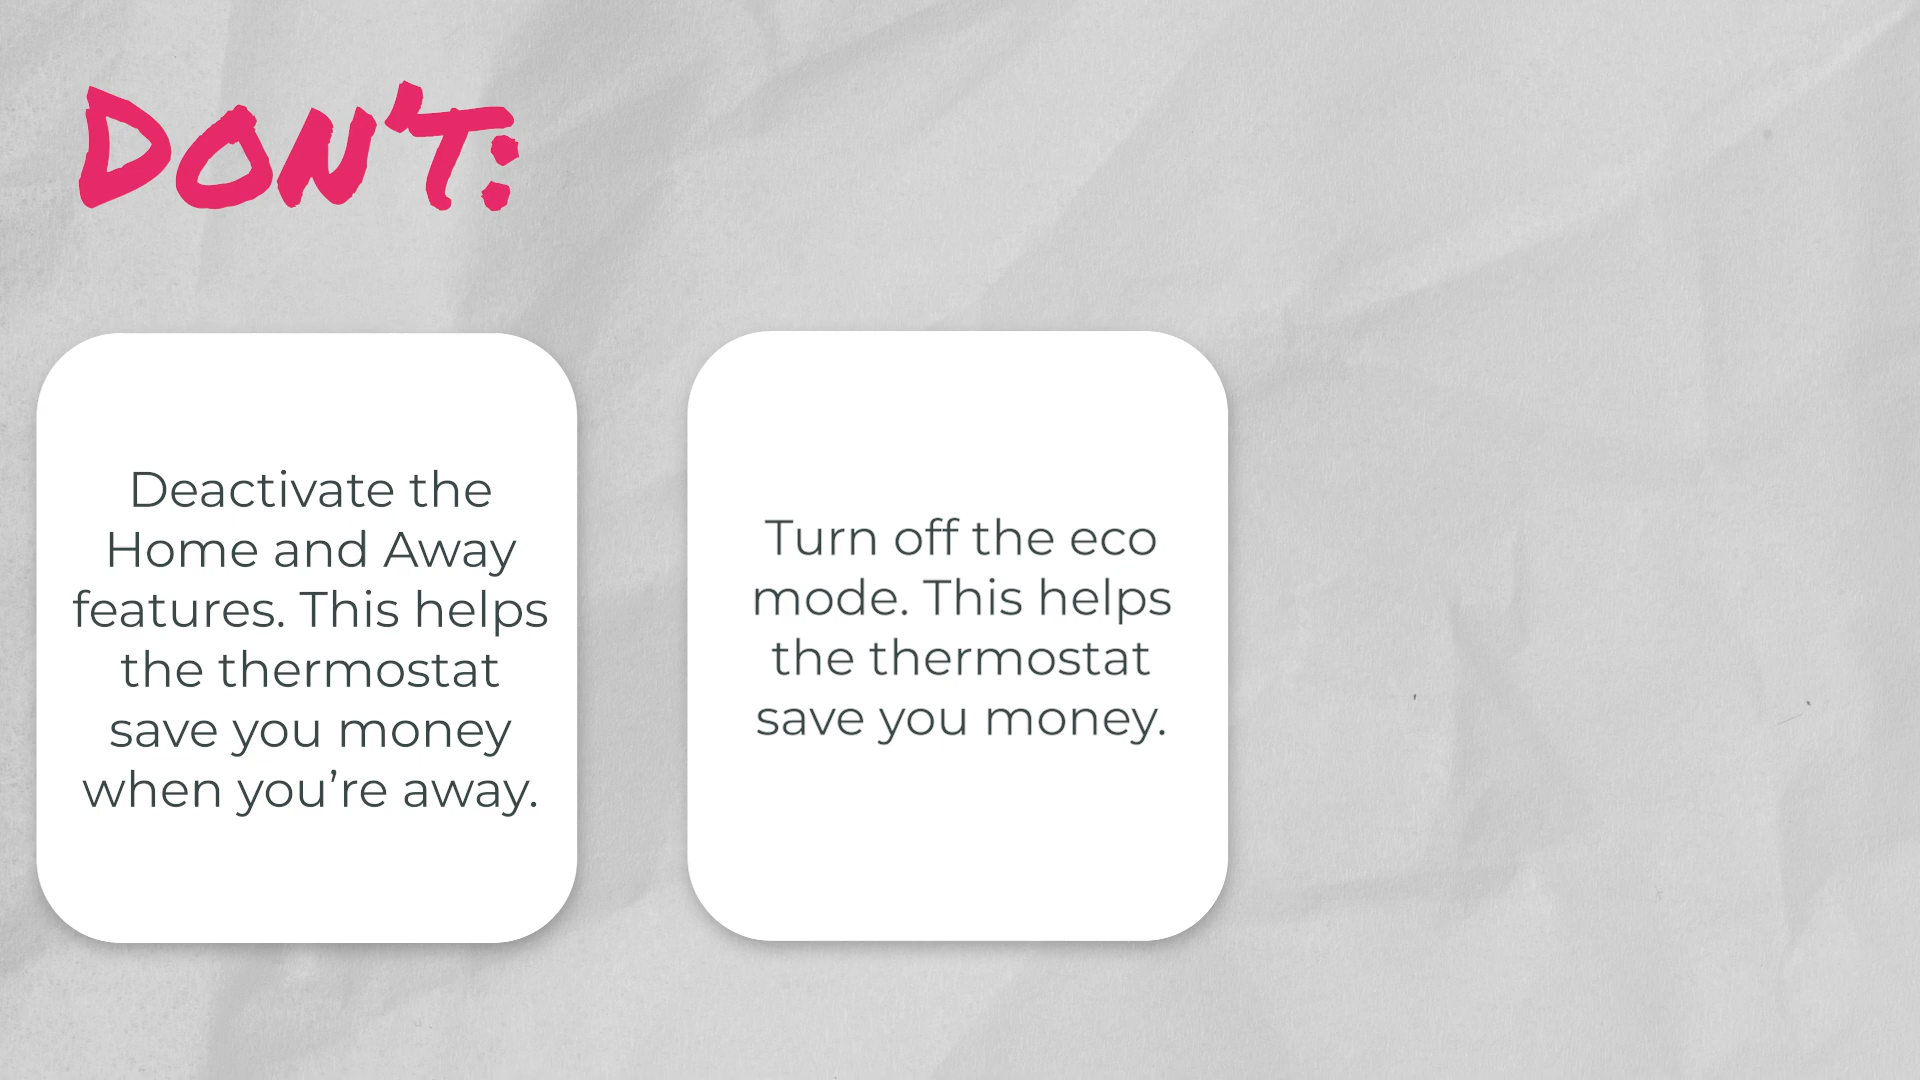 DON'T:
Deactivate the
Home and Away
features. This helps
the thermostat
save you money
when you’re away.
Turn off the eco
mode. This helps
the thermostat
save you money.